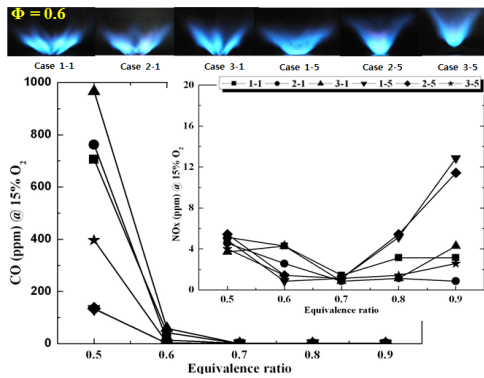 Φ = 0.6
Case 1-1 Case 2-1 Case 3-1 Case 1-5 Case 2-5 Case 3-5
1-1 2-1 3-1 1-5 2-5 3-5
CO (ppm) @ 15% O2
1000
800
600
400
200
0
0.5 0.6 0.7 0.8 0.9
Equivalence ratio
NOx (ppm) @ 15% O2
20
16
12
8
4
0
0.5 0.6 0.7 0.8 0.9
Equivalence ratio